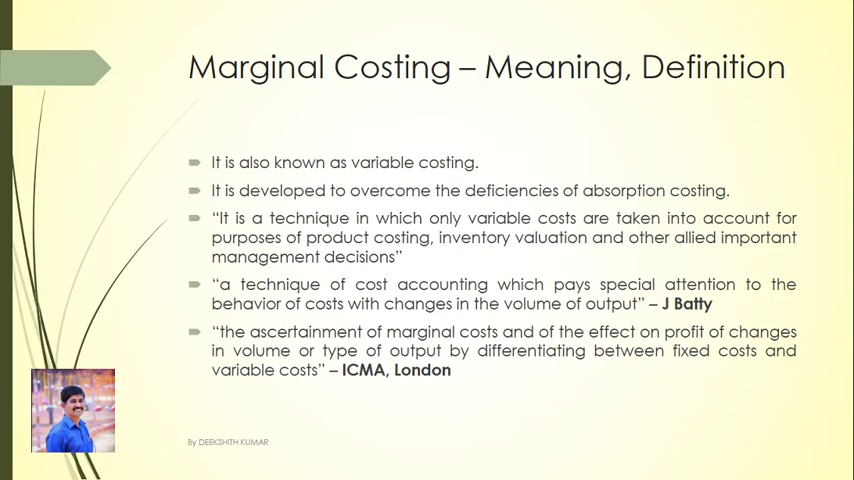 Marginal Costing – Meaning, Definition
It is also known as variable costing.
It is developed to overcome the deficiencies of absorption costing.
“It is a technique in which only variable costs are taken into account for
purposes of product costing, inventory valuation and other allied important
management decisions”
“a technique of cost accounting which pays special attention to the
behavior of costs with changes in the volume of output” – J Batty
“the ascertainment of marginal costs and of the effect on profit of changes
in volume or type of output by differentiating between fixed costs and
variable costs” – ICMA, London
By DEEKSHITH KUMAR